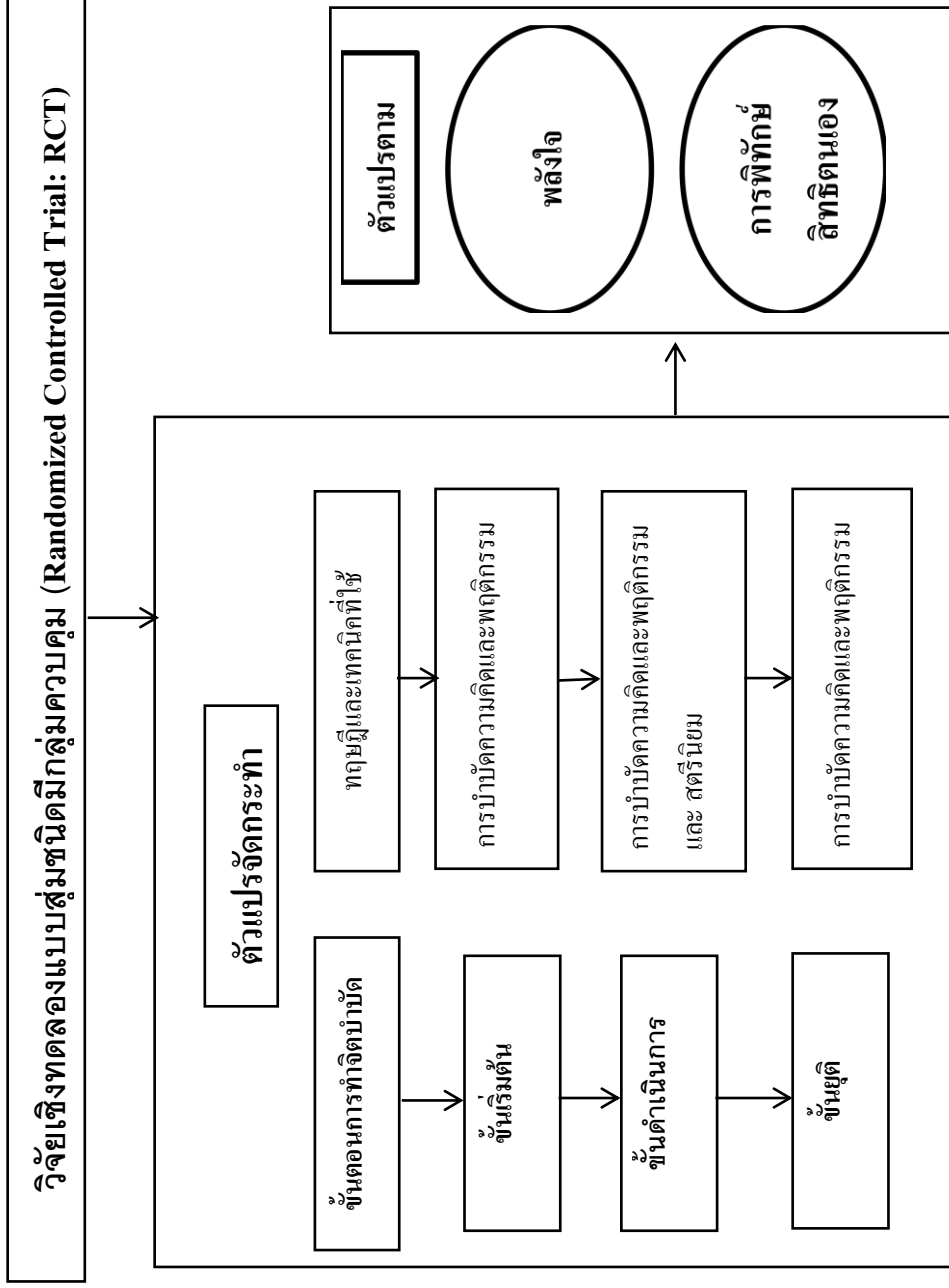 วิจัยเชิงทดลองแบบสุ่มชนิดมีกลุ่มควบคุม (Randomized Controlled Trial: RCT)
ตัวแปรจัดกระทำ
ขั้นตอนการทำจิตบำบัด
ขั้นเริ่มต้น
ขั้นดำเนินการ
ขั้นยุติ
ทฤษฎีและเทคนิคที่ใช้
การบำบัดความคิดและพฤติกรรม
การบำบัดความคิดและพฤติกรรม
และ สตรีนิยม
การบำบัดความคิดและพฤติกรรม
ตัวแปรตาม
พลังใจ
การพิทักษ์
สิทธิตนเอง